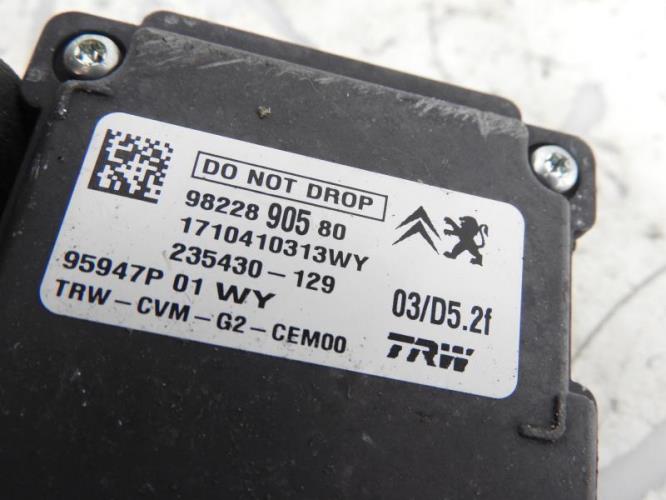 DO NOT DROP
98228 905 80
1710410313WY
235430-129
95947P 01 WY
TRW-CVM-G2-CEM00
03/D5.2f
TRW